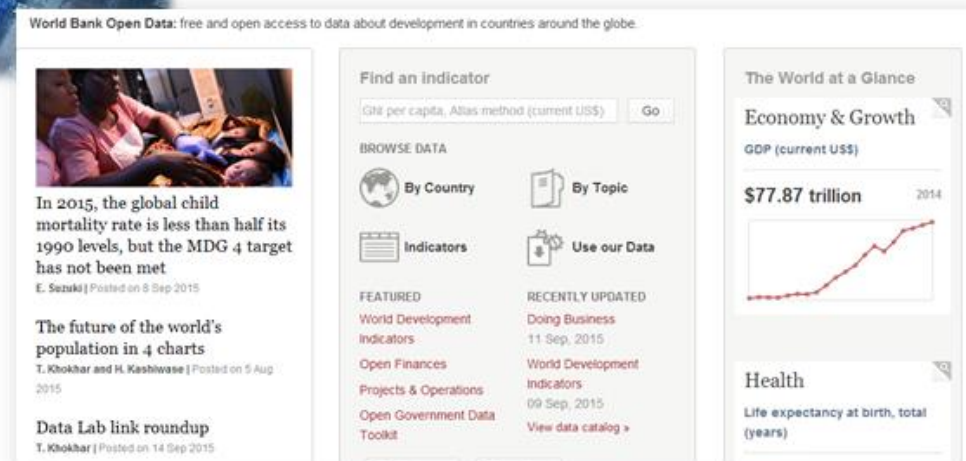 World Bank Open Data: free and open access to data about development in countries around the globe.
In 2015, the global child
mortality rate is less than half its
1990 levels, but the MDG 4 target
has not been met
E. Suzuki | Posted on 8 Sep 2015
The future of the world's
population in 4 charts
T. Khokhar and H. Kashiwase | Posted on 5 Aug
2015
Data Lab link roundup
T. Khokhar | Posted on 14 Sep 2015
Find an indicator
GNI per capita, Atlas method (current US$)
Go
BROWSE DATA
By Country
By Topic
Indicators
Use our Data
FEATURED
World Development
Indicators
Open Finances
Projects & Operations
Open Government Data
Toolkit
RECENTLY UPDATED
Doing Business
11 Sep, 2015
World Development
Indicators
09 Sep, 2015
View data catalog »
The World at a Glance
Economy & Growth
GDP (current US$)
$77.87 trillion
2014
Health
Life expectancy at birth, total
(years)